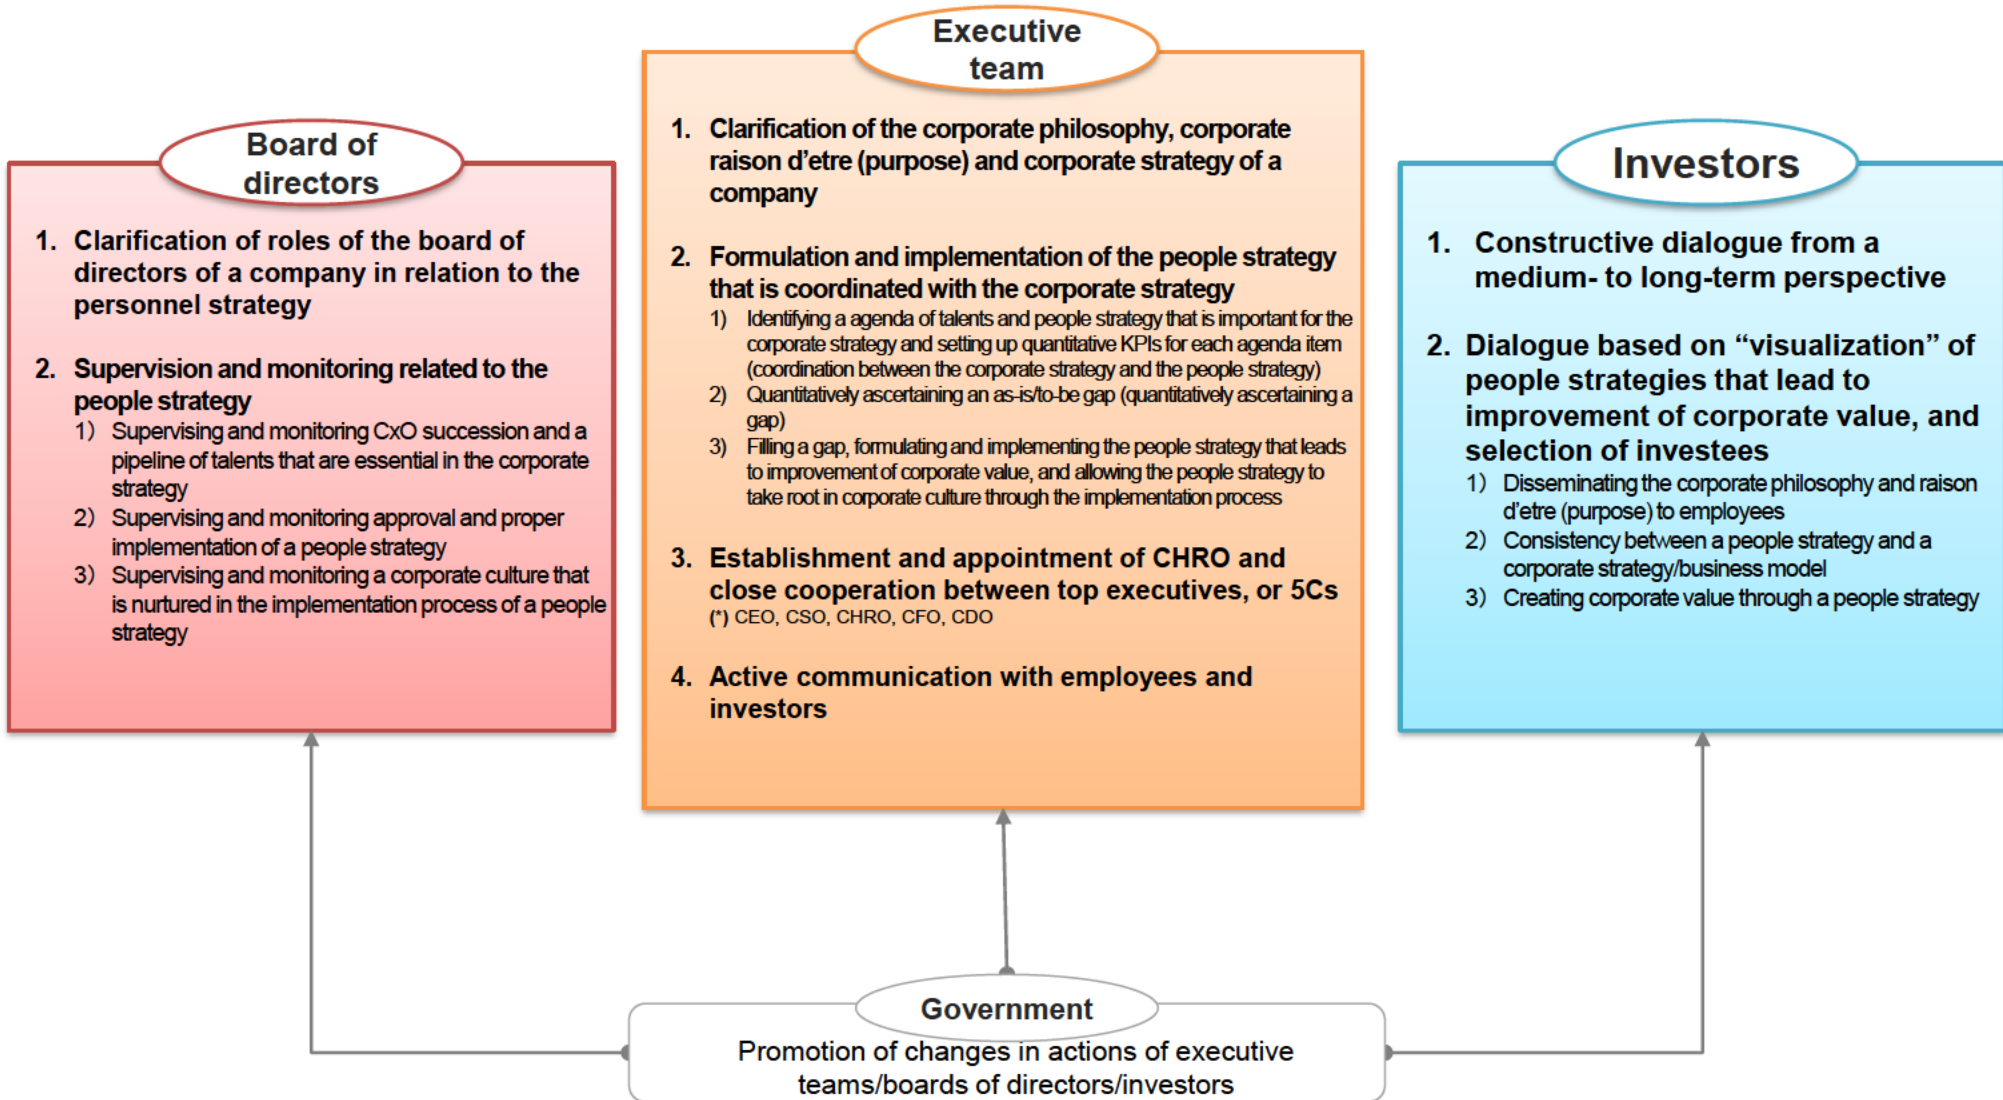 Board of
directors
1. Clarification of roles of the board of
directors of a company in relation to the
personnel strategy
2. Supervision and monitoring related to the
people strategy
1) Supervising and monitoring CxO succession and a
pipeline of talents that are essential in the corporate
strategy
2) Supervising and monitoring approval and proper
implementation of a people strategy
3) Supervising and monitoring a corporate culture that
is nurtured in the implementation process of a people
strategy
Executive
team
1. Clarification of the corporate philosophy, corporate
raison d'etre (purpose) and corporate strategy of a
company
2. Formulation and implementation of the people strategy
that is coordinated with the corporate strategy
1) Identifying a agenda of talents and people strategy that is important for the
corporate strategy and setting up quantitative KPIs for each agenda item
(coordination between the corporate strategy and the people strategy)
2) Quantitatively ascertaining an as-is/to-be gap (quantitatively ascertaining a
gap)
3) Filling a gap, formulating and implementing the people strategy that leads
to improvement of corporate value, and allowing the people strategy to
take root in corporate culture through the implementation process
3. Establishment and appointment of CHRO and
close cooperation between top executives, or 5Cs
(*) CEO, CSO, CHRO, CFO, CDO
4. Active communication with employees and
investors
Investors
1. Constructive dialogue from a
medium- to long-term perspective
2. Dialogue based on “visualization” of
people strategies that lead to
improvement of corporate value, and
selection of investees
1) Disseminating the corporate philosophy and raison
d'etre (purpose) to employees
2) Consistency between a people strategy and a
corporate strategy/business model
3) Creating corporate value through a people strategy
Government
Promotion of changes in actions of executive
teams/boards of directors/investors